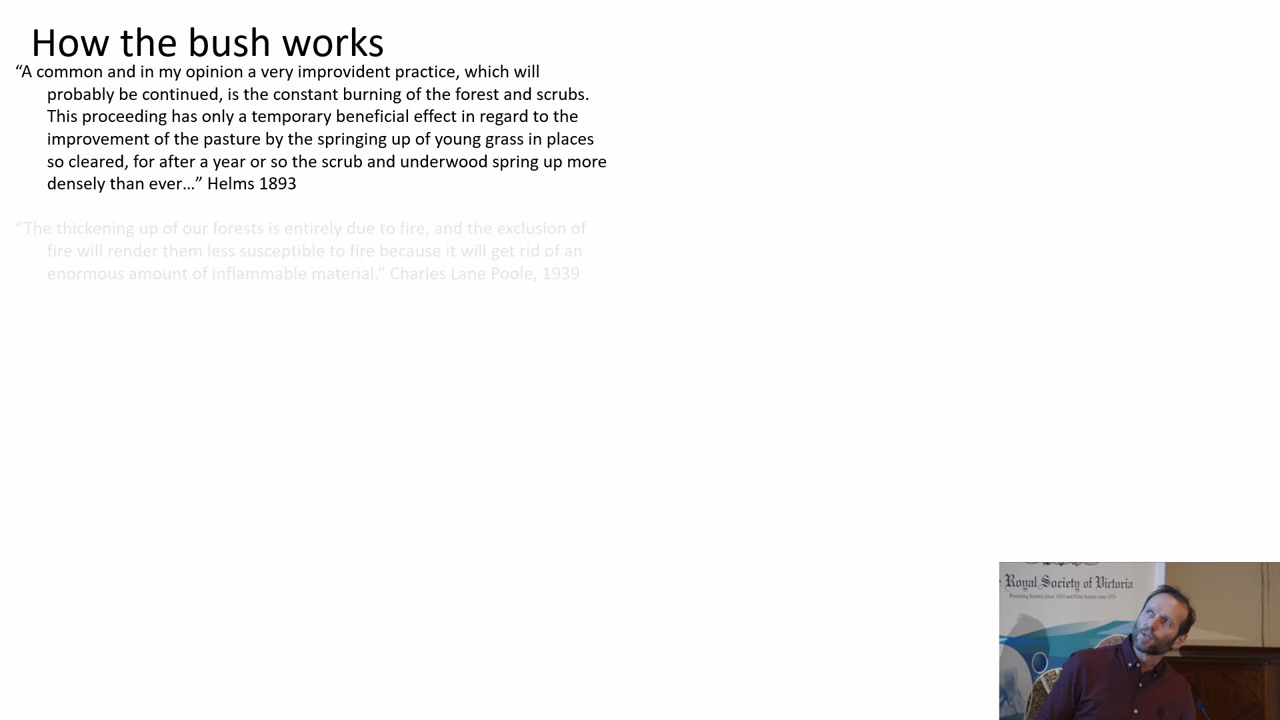 How the bush works
“A common and in my opinion a very improvident practice, which will
probably be continued, is the constant burning of the forest and scrubs.
This proceeding has only a temporary beneficial effect in regard to the
improvement of the pasture by the springing up of young grass in places
so cleared, for after a year or so the scrub and underwood spring up more
densely than ever…” Helms 1893
“The thickening up of our forests is entirely due to fire, and the exclusion of
fire will render them less susceptible to fire because it will get rid of an
enormous amount of inflammable material.” Charles Lane Poole, 1939
Royal Society of Victoria